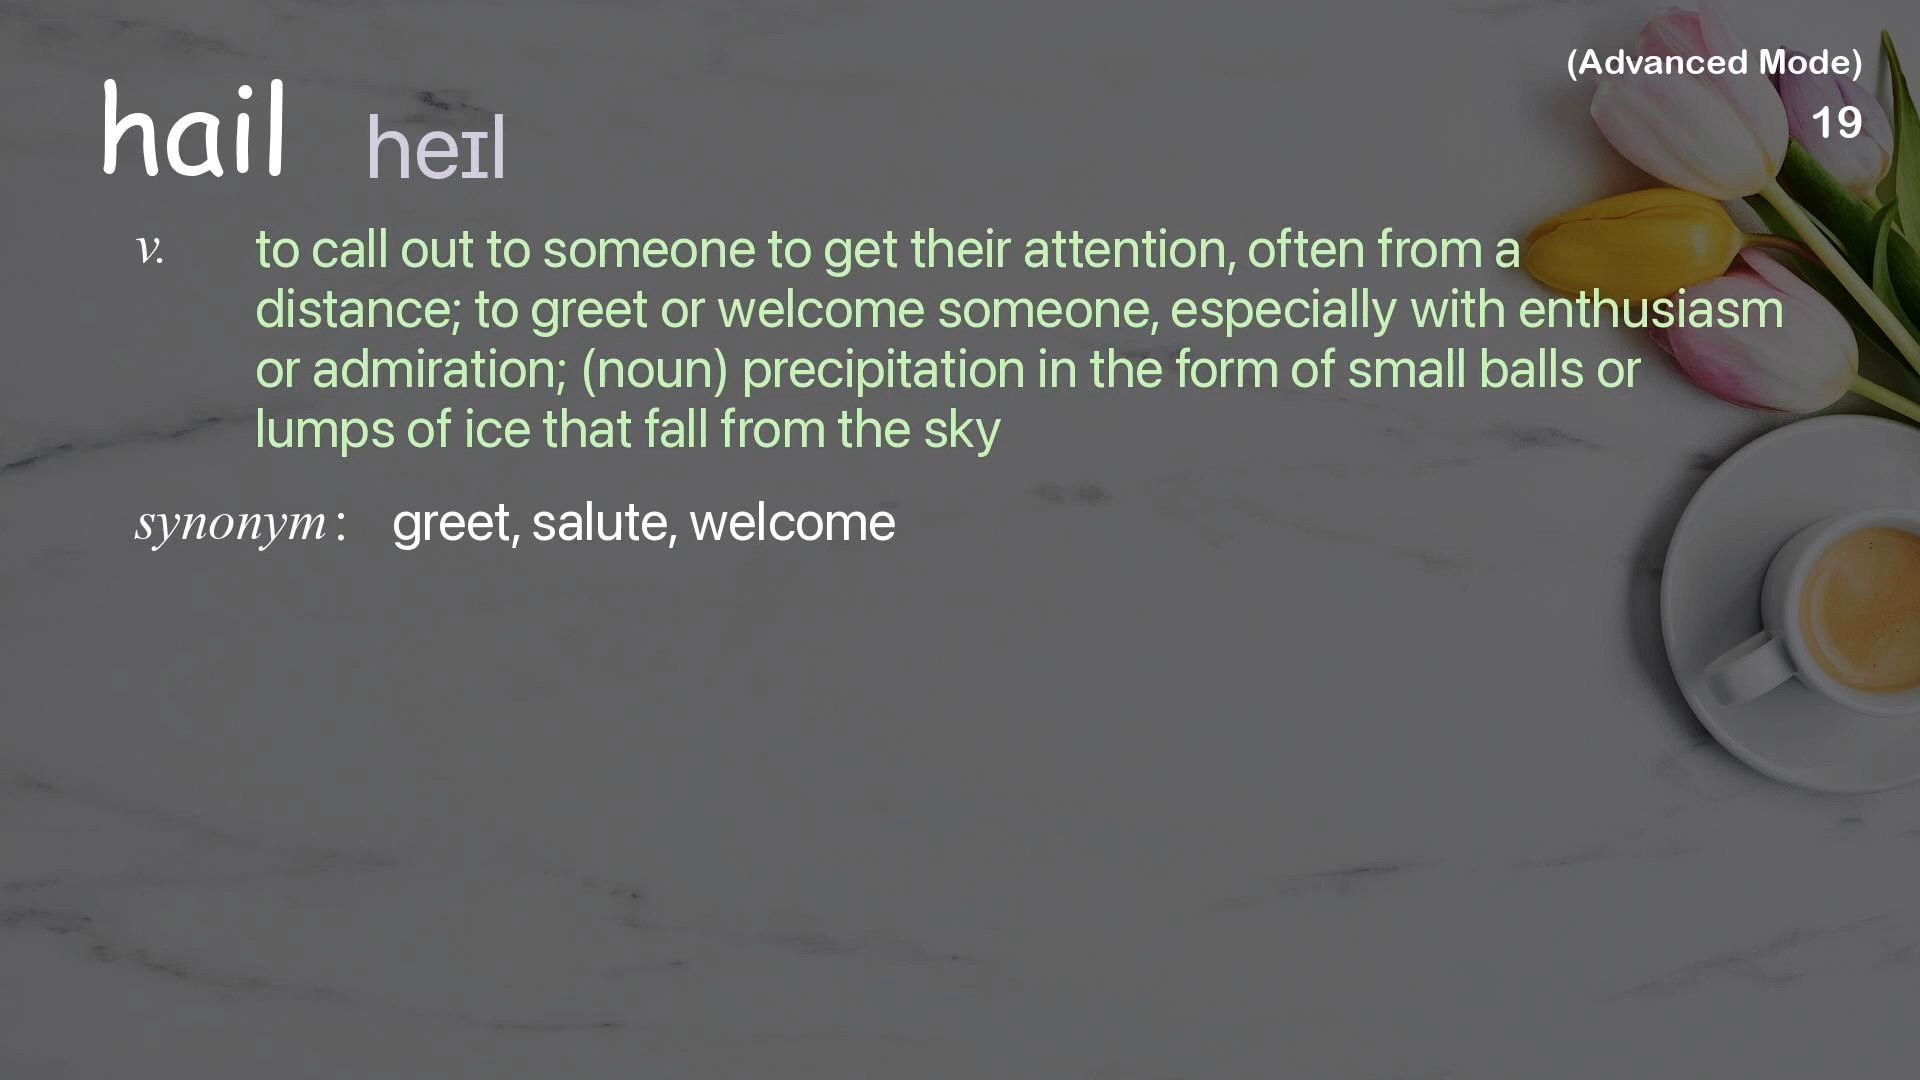 (Advanced Mode)
19
hail heɪl
v. to call out to someone to get their attention, often from a
distance; to greet or welcome someone, especially with enthusiasm
or admiration; (noun) precipitation in the form of small balls or
lumps of ice that fall from the sky
synonym: greet, salute, welcome